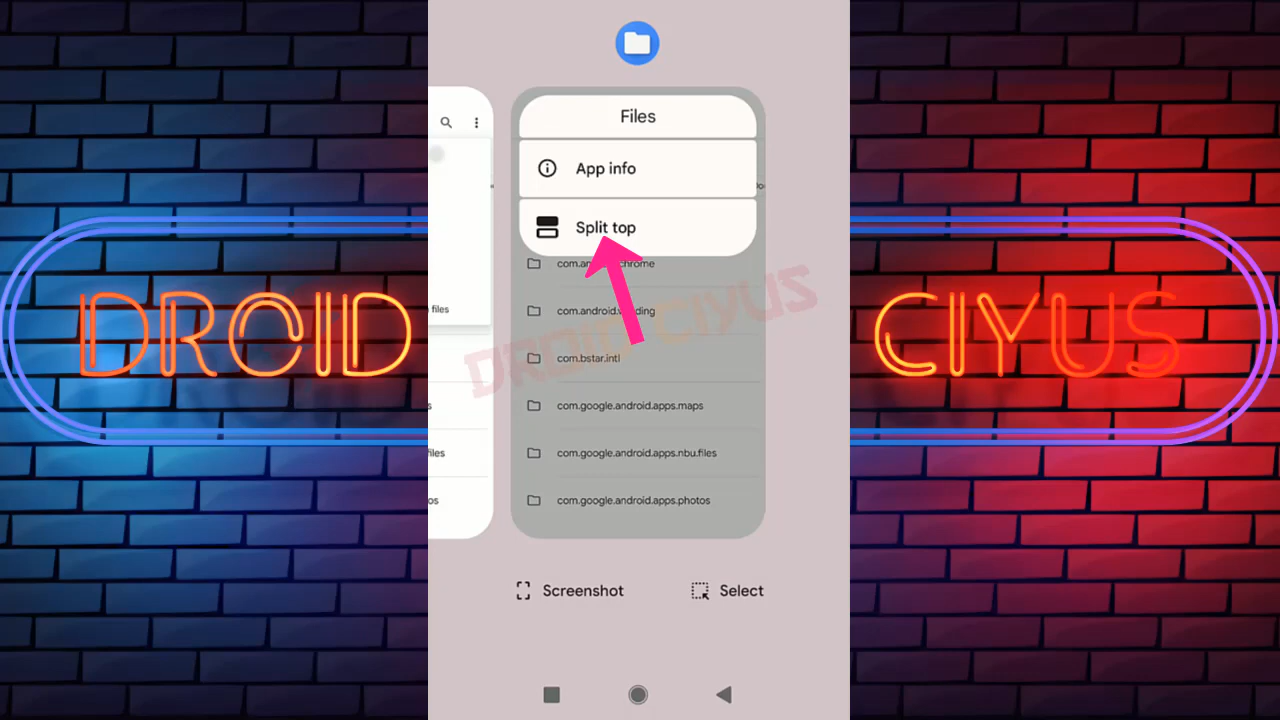 DROID
CIYUS
Files
App info
Split top
com.an chrome
com.android.v ding
com.bstar.intl
com.google.android.apps.maps
com.google.android.apps.nbu.files
com.google.android.apps.photos
files
s
files
os
lo
DROID CIYUS
Screenshot
Select